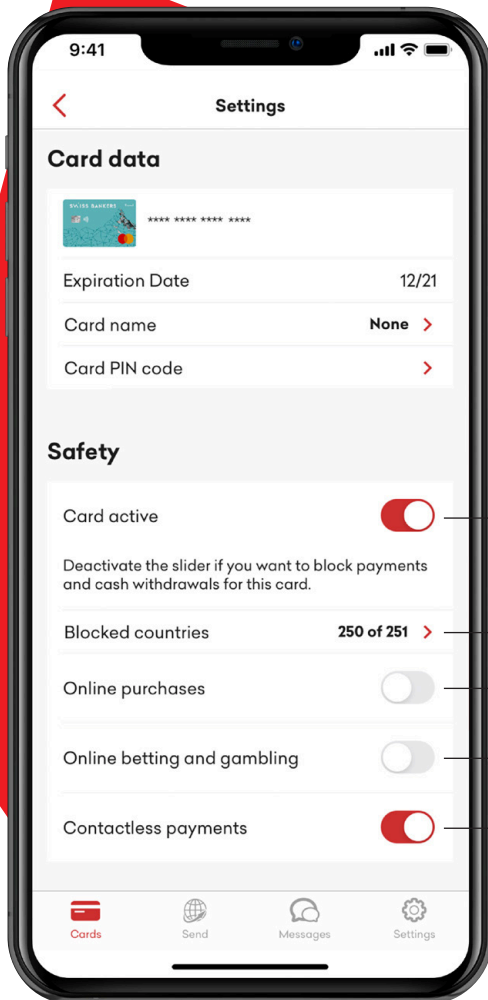 9:41
Settings
Card data
SWISS BANKERS
**** **** **** ****
Expiration Date 12/21
Card name None
Card PIN code
Safety
Card active
Deactivate the slider if you want to block payments
and cash withdrawals for this card.
Blocked countries 250 of 251
Online purchases
Online betting and gambling
Contactless payments
Cards Send Messages Settings